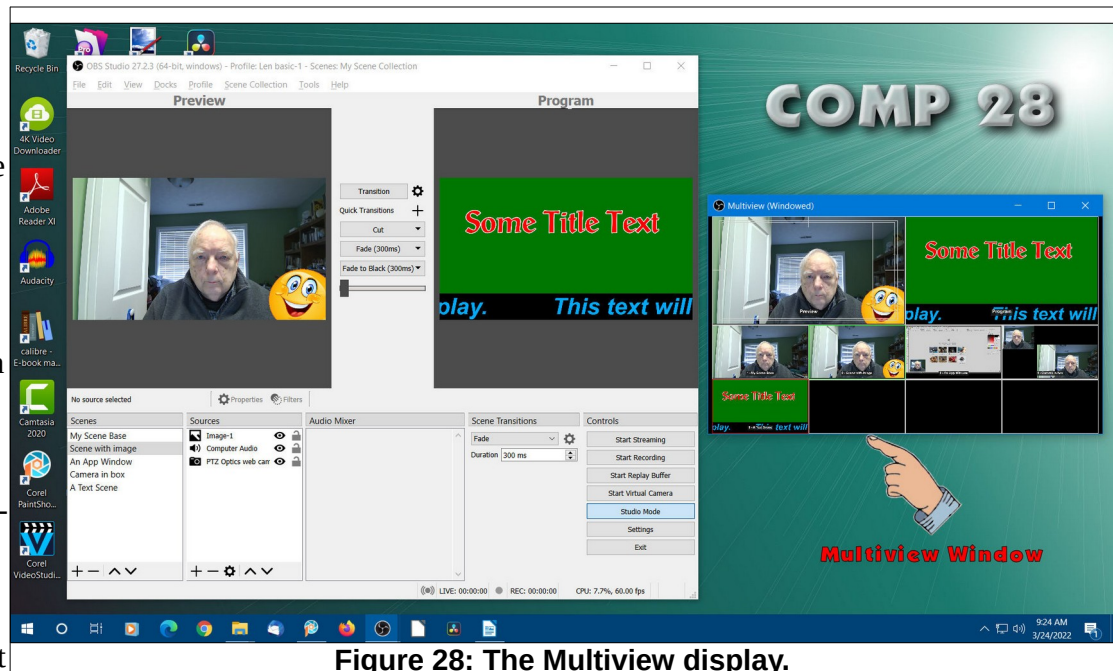 Recycle Bin
4K Video
Downloader
Adobe
Reader XI
Audacity
calibre -
E-book ma...
Camtasia
2020
Corel
PaintSho...
Corel
VideoStudi...
OBS Studio 27.2.3 (64-bit, windows) - Profile: Len basic-1 - Scenes: My Scene Collection
File Edit View Docks Profile Scene Collection Tools Help
Preview
Program
Transition
Quick Transitions
Cut
Fade (300ms)
Fade to Black (300ms)
Some Title Text
play. This text will
No source selected
Properties Filters
Scenes
My Scene Base
Scene with image
An App Window
Camera in box
A Text Scene
Sources
Image-1
Computer Audio
PTZ Optics web cam
Audio Mixer
Scene Transitions
Fade
Duration 300 ms
Controls
Start Streaming
Start Recording
Start Replay Buffer
Start Virtual Camera
Studio Mode
Settings
Exit
LIVE: 00:00:00 REC: 00:00:00 CPU: 7.7%, 60.00 fps
COMP 28
Multiview (Windowed)
Preview
Some Title Text
Program
play. This text will
Some Title Text
play. text will
Multiview Window
9:24 AM
3/24/2022
Figure 28: The Multiview display.